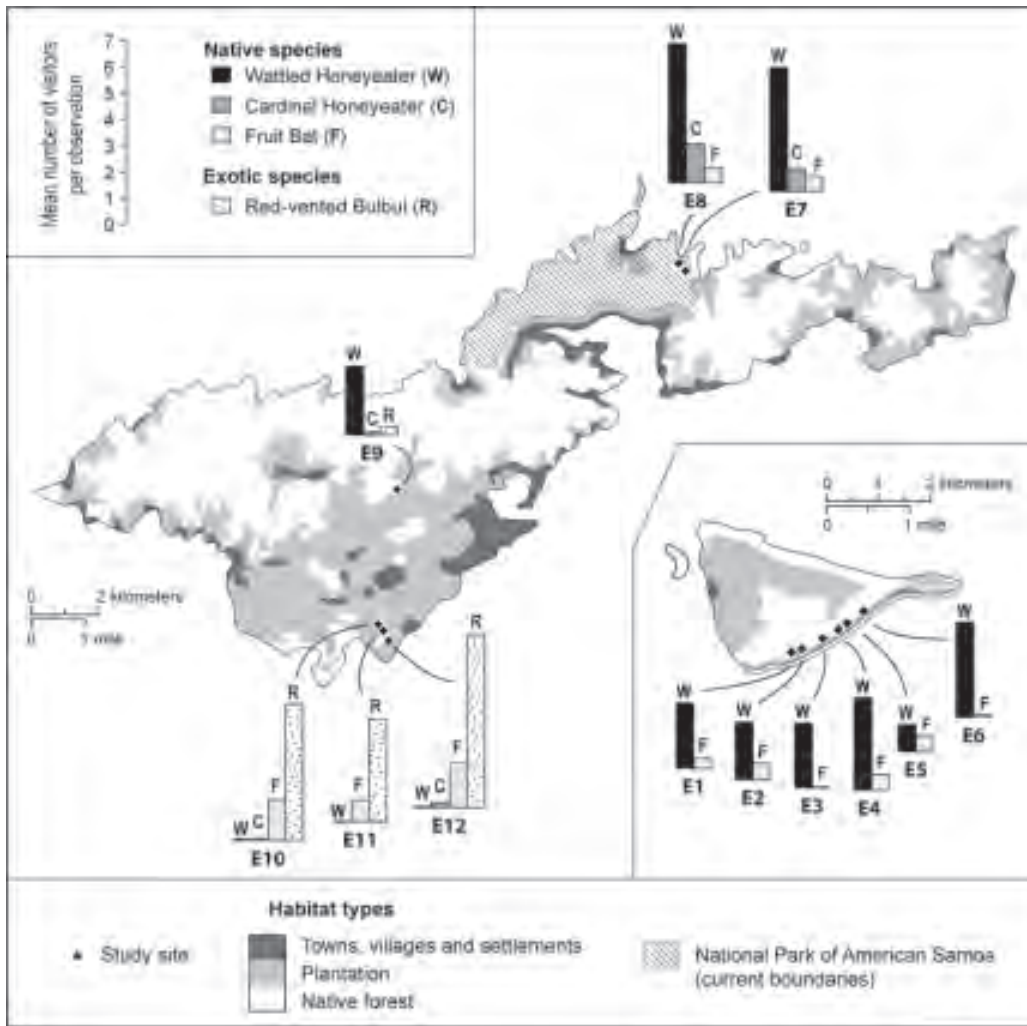 7
6
5
4
3
2
1
0
Mean number of visitors
per observation
Native species
Wattled Honeyeater (W)
Cardinal Honeyeater (C)
Fruit Bat (F)
Exotic species
Red-vented Bulbul (R)
W
C
F
E8
W
C
F
E7
W
C
R
E9
0 2 kilometers
0 1 mile
0 1 2 kilometers
0 1 mile
W
C
F
R
E10
W
F
R
E11
W
C
F
R
E12
W
F
E1
W
F
E2
W
F
E3
W
F
E4
W
F
E5
W
F
E6
Habitat types
Study site
Towns, villages and settlements
Plantation
Native forest
National Park of American Samoa
(current boundaries)